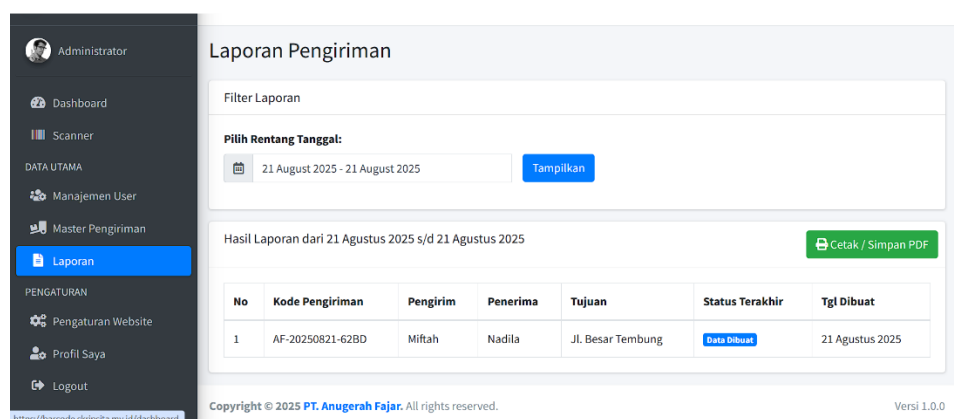 Administrator
Dashboard
Scanner
DATA UTAMA
Manajemen User
Master Pengiriman
Laporan
PENGATURAN
Pengaturan Website
Profil Saya
Logout
Laporan Pengiriman
Filter Laporan
Pilih Rentang Tanggal:
21 August 2025 - 21 August 2025 Tampilkan
Hasil Laporan dari 21 Agustus 2025 s/d 21 Agustus 2025 Cetak / Simpan PDF
No Kode Pengiriman Pengirim Penerima Tujuan Status Terakhir Tgl Dibuat
1 AF-20250821-62BD Miftah Nadila Jl. Besar Tembung Data Dibuat 21 Agustus 2025
Copyright © 2025 PT. Anugerah Fajar. All rights reserved. Versi 1.0.0